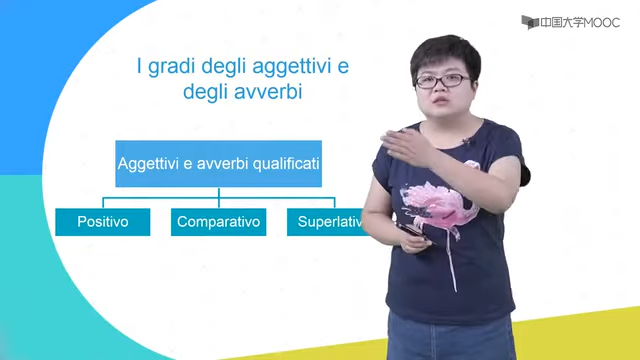 中国大学MOOC
I gradi degli aggettivi e
degli avverbi
Aggettivi e avverbi qualificati
Positivo
Comparativo
Superlativ